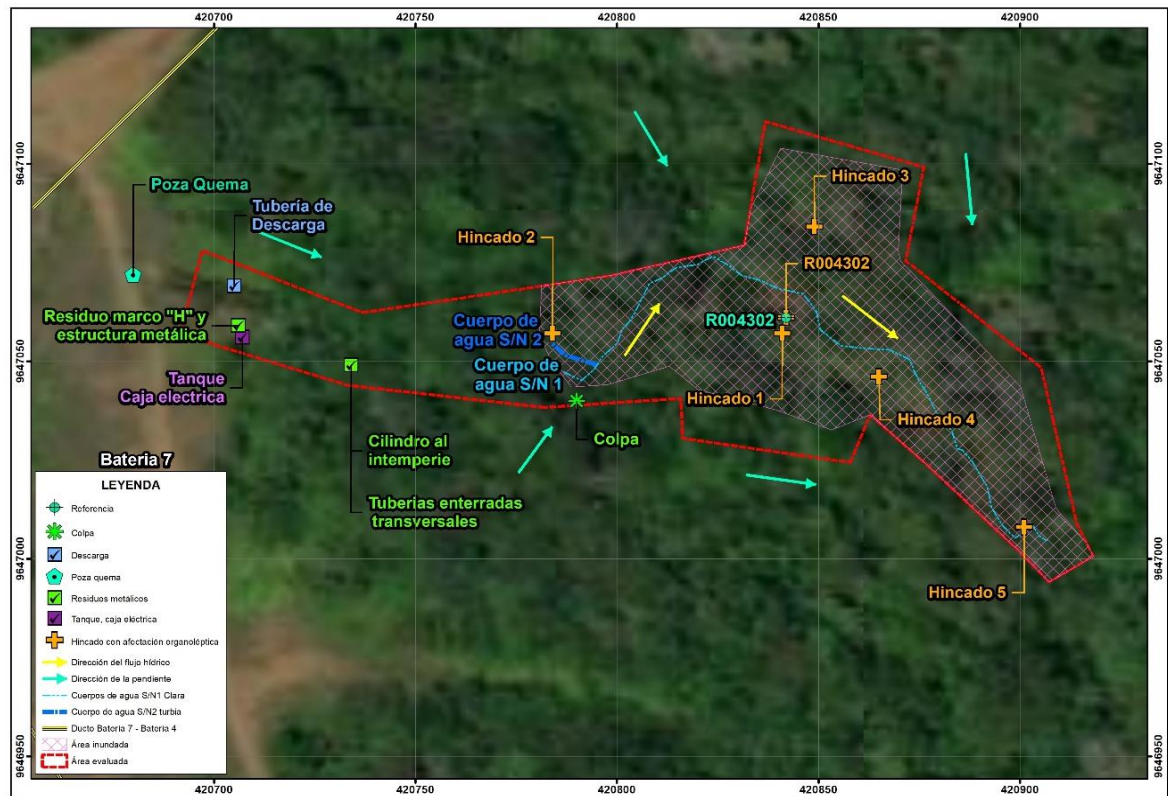 420700
420750
420800
420850
420900
9647100
9647050
9647000
9646950
9647100
9647050
9647000
9646950
Poza Quema
Tubería de
Descarga
Hincado 3
Hincado 2
R004302
Residuo marco "H" y
estructura metálica
Cuerpo de
agua S/N 2
R004302
Cuerpo de
agua S/N 1
Tanque
Caja electrica
Hincado 1
Hincado 4
Colpa
Cilindro al
intemperie
Tuberias enterradas
transversales
Hincado 5
Bateria 7
LEYENDA
Referencia
Colpa
Descarga
Poza quema
Residuos metálicos
Tanque, caja eléctrica
Hincado con afectación organoléptica
Dirección del flujo hídrico
Dirección de la pendiente
Cuerpos de agua S/N1 Clara
Cuerpo de agua S/N2 turbia
Ducto Bateria 7 - Bateria 4
Área inundada
Área evaluada
420700
420750
420800
420850
420900